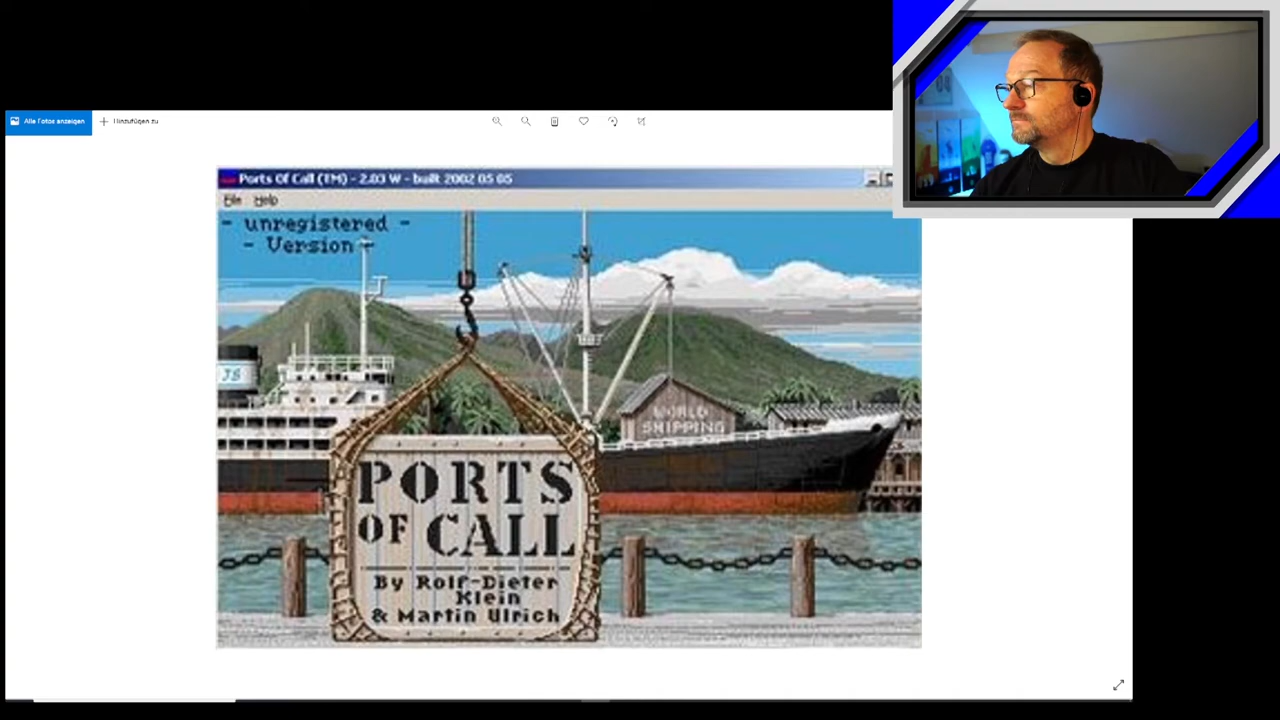 Alle Fotos anzeigen
Hinzufügen zu
Ports Of Call (TM) - 2.03 W - built 2002 05 05
File Help
- unregistered -
- Version -
JS
WORLD
SHIPPING
PORTS
OF CALL
By Rolf-Dieter
Klein
& Martin Ulrich